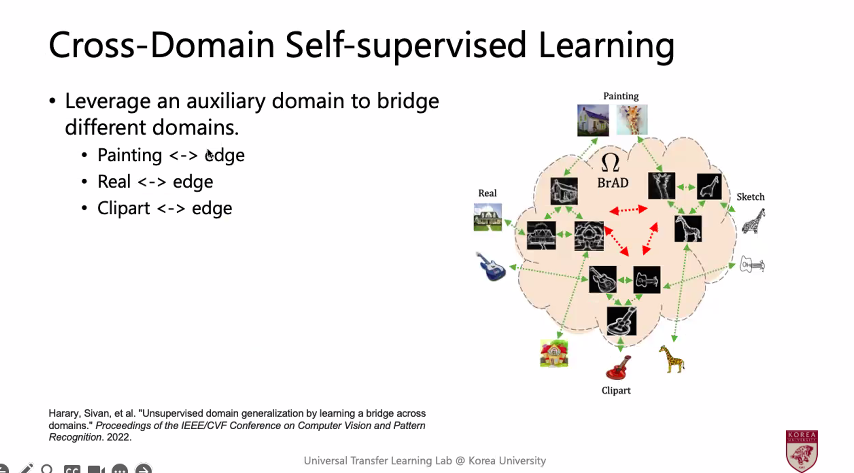 Cross-Domain Self-supervised Learning
• Leverage an auxiliary domain to bridge
different domains.
• Painting <-> edge
• Real <-> edge
• Clipart <-> edge
Painting
Ω
BrAD
Real
Sketch
Clipart
Harary, Sivan, et al. "Unsupervised domain generalization by learning a bridge across
domains." Proceedings of the IEEE/CVF Conference on Computer Vision and Pattern
Recognition. 2022.
Universal Transfer Learning Lab @ Korea University
KOREA
UNIVERSITY
CC